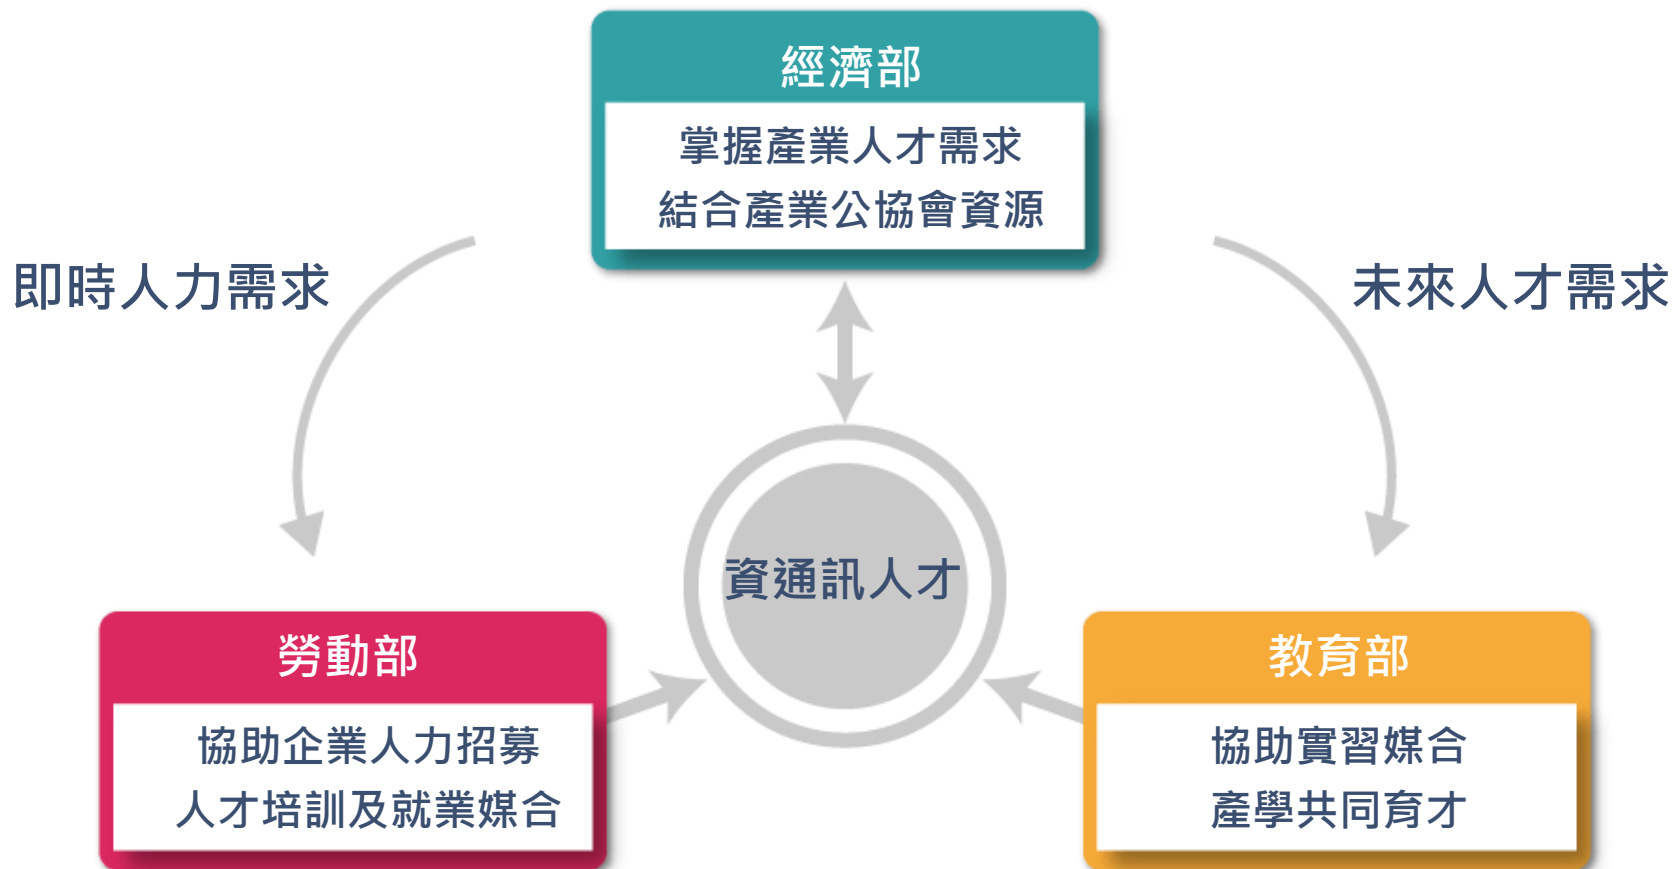 經濟部
掌握產業人才需求
結合產業公協會資源
即時人力需求
未來人才需求
資通訊人才
勞動部
協助企業人力招募
人才培訓及就業媒合
教育部
協助實習媒合
產學共同育才